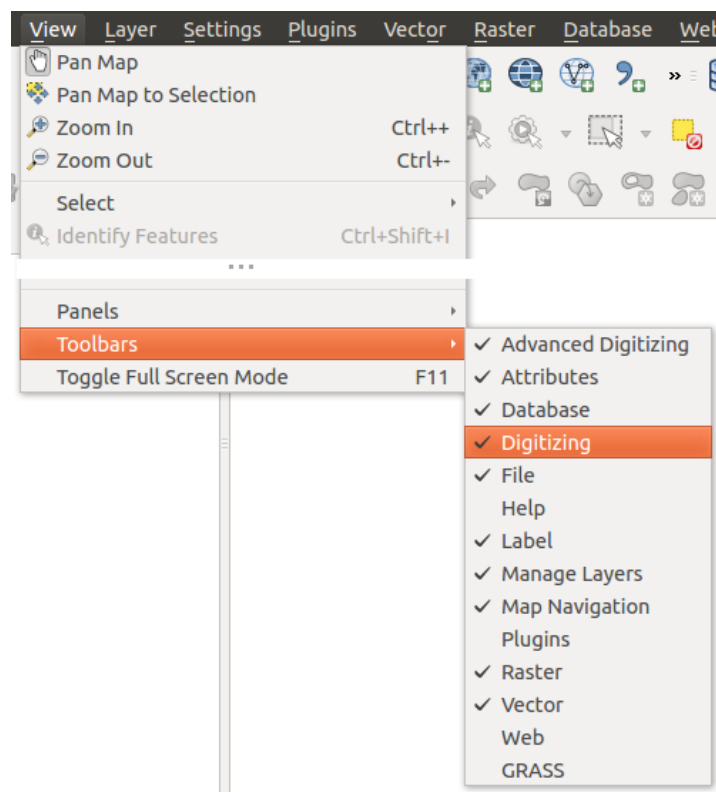 View Layer Settings Plugins Vector Raster Database
Pan Map
Pan Map to Selection
Zoom In Ctrl++
Zoom Out Ctrl+-
Select
Identify Features Ctrl+Shift+I
...
Panels
Toolbars
Toggle Full Screen Mode F11
Advanced Digitizing
Attributes
Database
Digitizing
File
Help
Label
Manage Layers
Map Navigation
Plugins
Raster
Vector
Web
GRASS